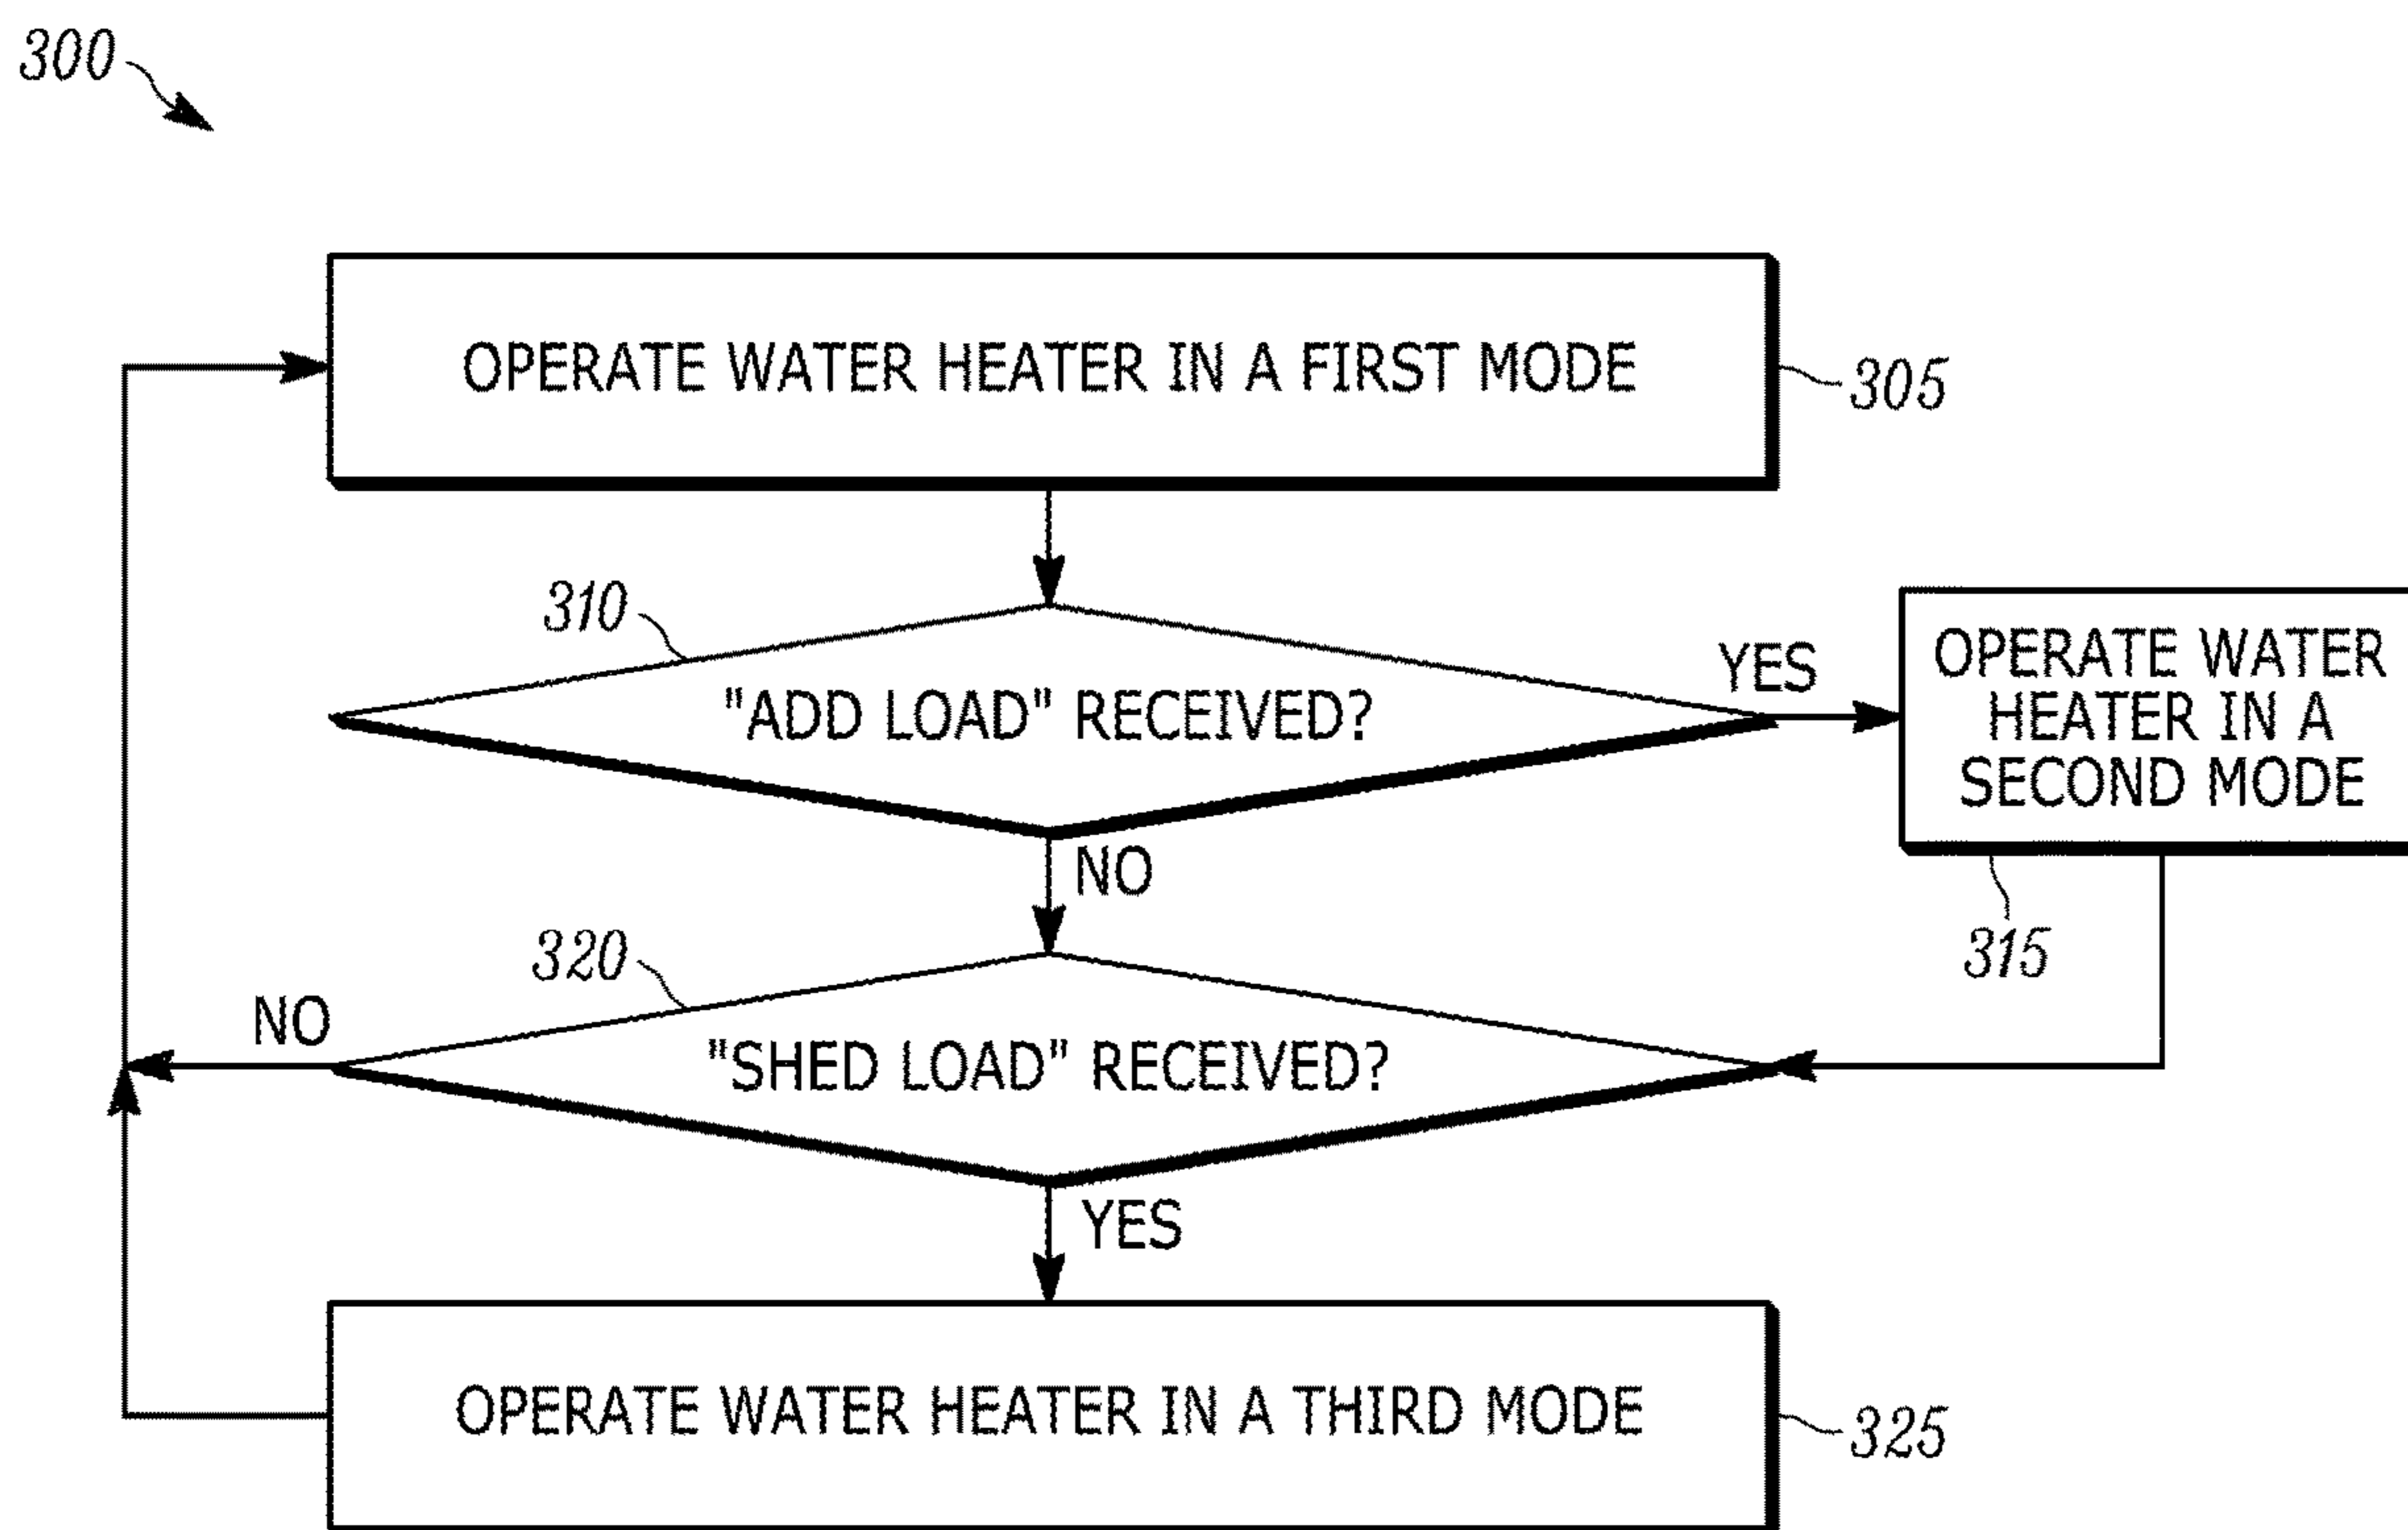 300
OPERATE WATER HEATER IN A FIRST MODE
305
310
"ADD LOAD" RECEIVED?
YES
OPERATE WATER
HEATER IN A
SECOND MODE
315
NO
320
"SHED LOAD" RECEIVED?
NO
YES
OPERATE WATER HEATER IN A THIRD MODE
325